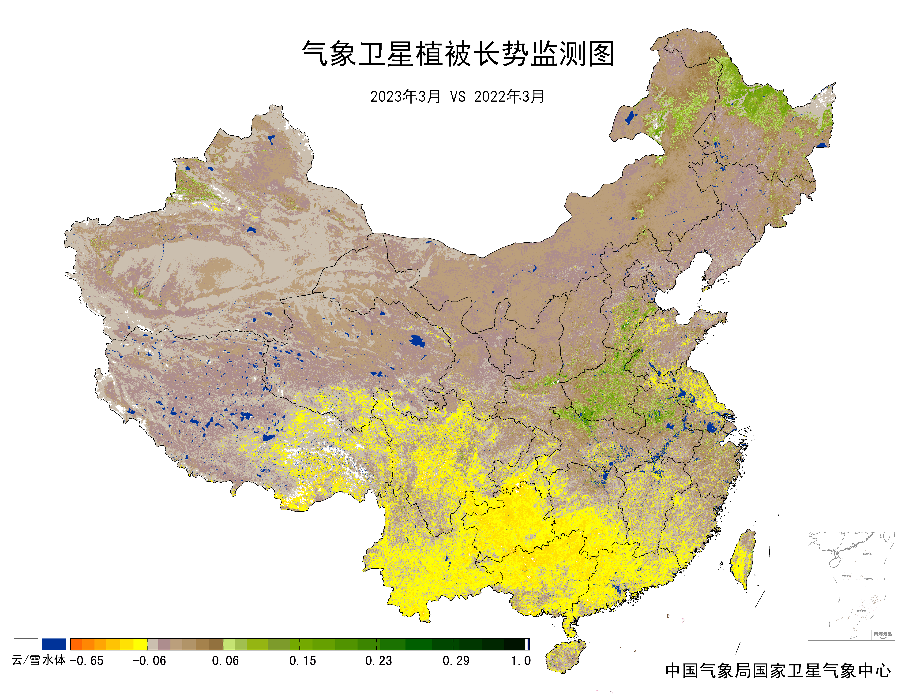 气象卫星植被长势监测图
2023年3月 VS 2022年3月
云/雪 水体 -0.65 -0.06 0.06 0.15 0.23 0.29 1.0
中国气象局国家卫星气象中心